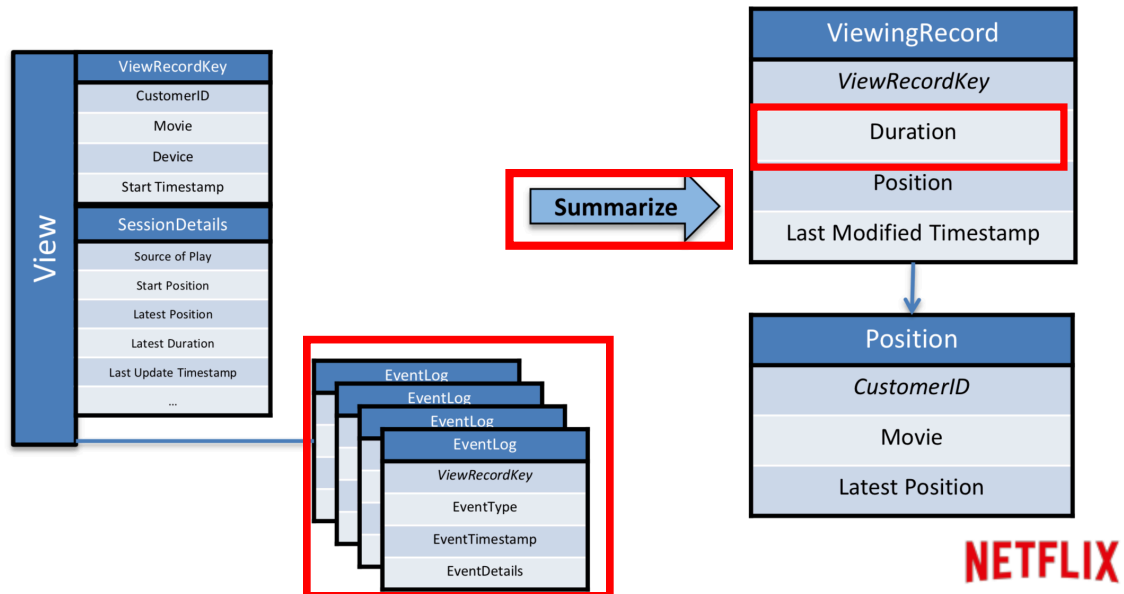 View
ViewRecordKey
CustomerID
Movie
Device
Start Timestamp
SessionDetails
Source of Play
Start Position
Latest Position
Latest Duration
Last Update Timestamp
...
EventLog
EventLog
EventLog
EventLog
ViewRecordKey
EventType
EventTimestamp
EventDetails
Summarize
ViewingRecord
ViewRecordKey
Duration
Position
Last Modified Timestamp
Position
CustomerID
Movie
Latest Position
NETFLIX